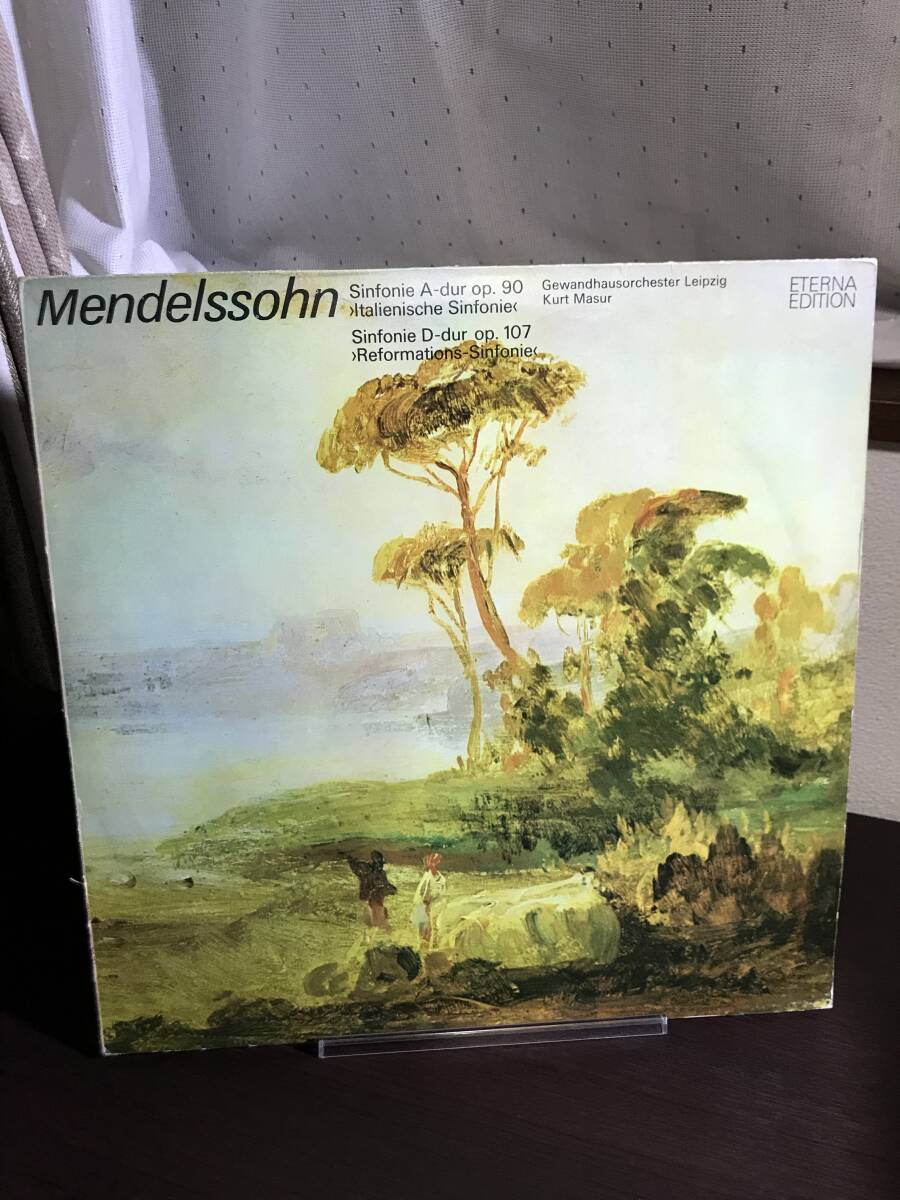 Mendelssohn
Sinfonie A-dur op. 90
›Italienische Sinfonie‹
Sinfonie D-dur op. 107
›Reformations-Sinfonie‹
Gewandhausorchester Leipzig
Kurt Masur
ETERNA
EDITION